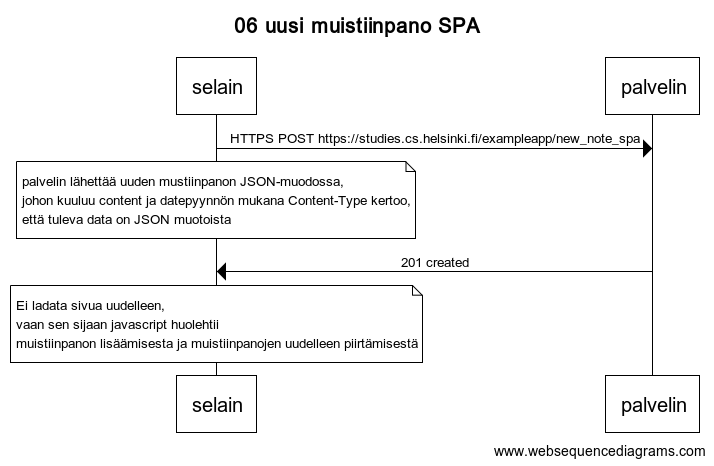 06 uusi muistiinpano SPA
selain
palvelin
HTTPS POST https://studies.cs.helsinki.fi/exampleapp/new_note_spa
palvelin lähettää uuden mustiinpanon JSON-muodossa,
johon kuuluu content ja datepyynnön mukana Content-Type kertoo,
että tuleva data on JSON muotoista
201 created
Ei ladata sivua uudelleen,
vaan sen sijaan javascript huolehtii
muistiinpanon lisäämisesta ja muistiinpanojen uudelleen piirtämisestä
selain
palvelin
www.websequencediagrams.com